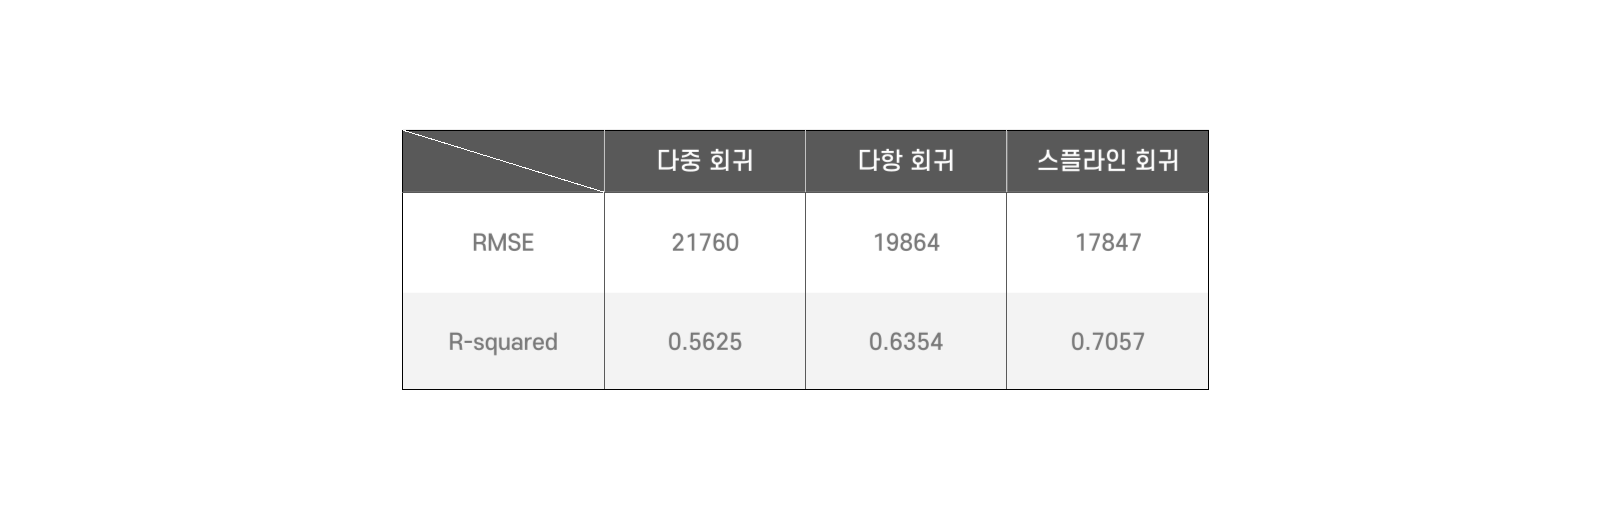 다중 회귀 다항 회귀 스플라인 회귀
RMSE 21760 19864 17847
R-squared 0.5625 0.6354 0.7057